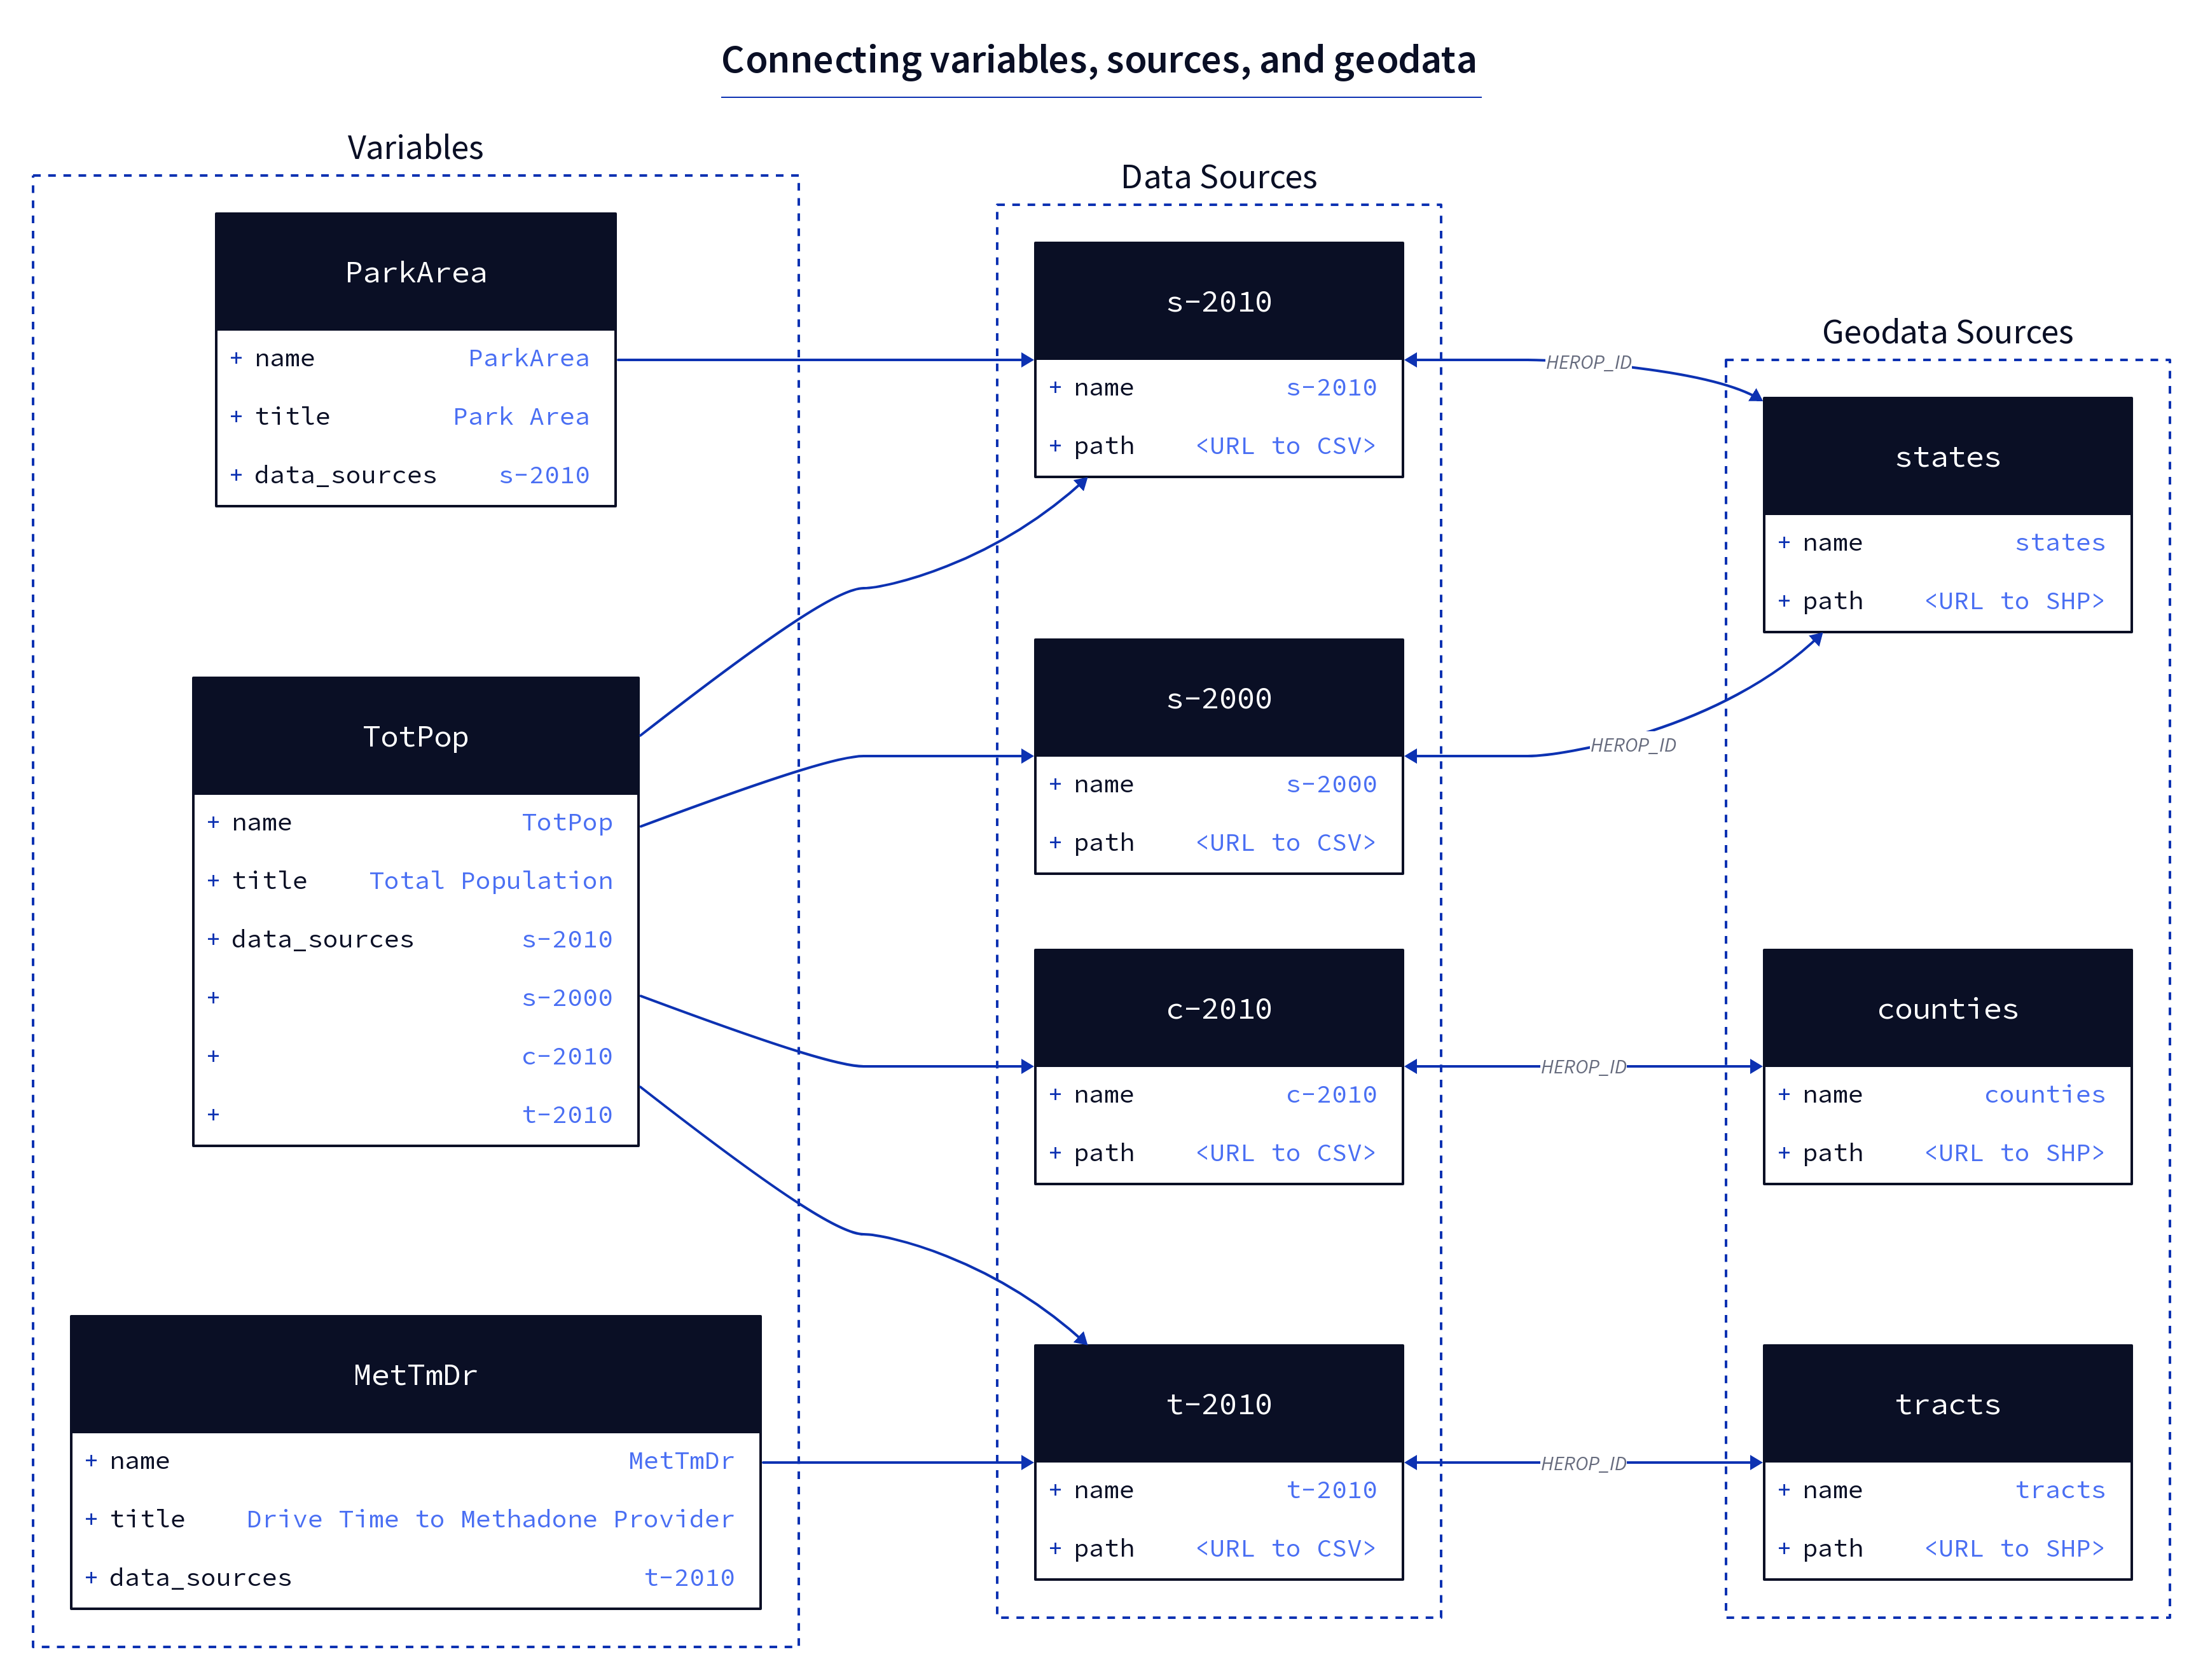 Connecting variables, sources, and geodata
Variables
ParkArea
+ name ParkArea
+ title Park Area
+ data_sources s-2010
TotPop
+ name TotPop
+ title Total Population
+ data_sources s-2010
+ s-2000
+ c-2010
+ t-2010
MetTmDr
+ name MetTmDr
+ title Drive Time to Methadone Provider
+ data_sources t-2010
Data Sources
s-2010
+ name s-2010
+ path <URL to CSV>
s-2000
+ name s-2000
+ path <URL to CSV>
c-2010
+ name c-2010
+ path <URL to CSV>
t-2010
+ name t-2010
+ path <URL to CSV>
HEROP_ID
HEROP_ID
HEROP_ID
HEROP_ID
Geodata Sources
states
+ name states
+ path <URL to SHP>
counties
+ name counties
+ path <URL to SHP>
tracts
+ name tracts
+ path <URL to SHP>